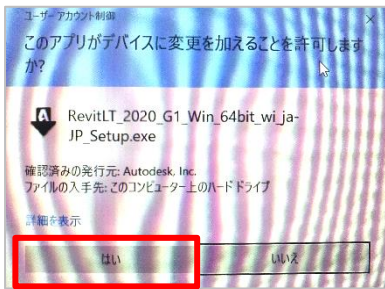 ユーザー アカウント制御
このアプリがデバイスに変更を加えることを許可します
か?
RevitLT_2020_G1_Win_64bit_wi_ja-
JP_Setup.exe
確認済みの発行元: Autodesk, Inc.
ファイルの入手先: このコンピューター上のハード ドライブ
詳細を表示
はい
いいえ